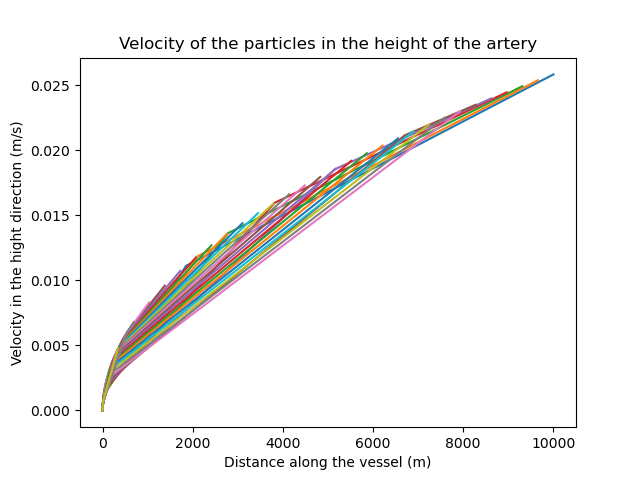 Velocity of the particles in the height of the artery
Velocity in the hight direction (m/s)
0.025
0.020
0.015
0.010
0.005
0.000
0 2000 4000 6000 8000 10000
Distance along the vessel (m)